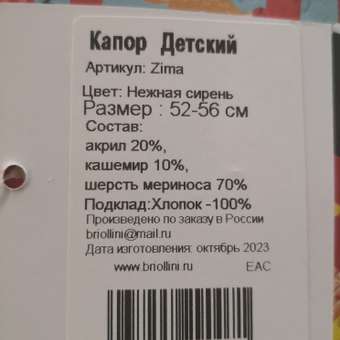 Капор Детский
Артикул: Zima
Цвет: Нежная сирень
Размер : 52-56 см
Состав:
акрил 20%,
кашемир 10%,
шерсть мериноса 70%
Подклад:Хлопок -100%
Произведено по заказу в России
briollini@mail.ru
Дата изготовления: октябрь 2023
www.briollini.ru EAC